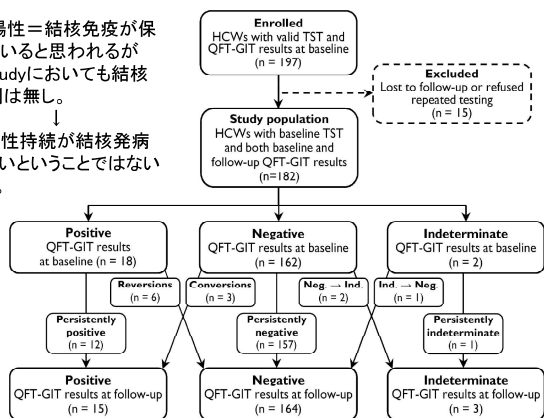 陽性＝結核免疫が保
いると思われるが
tudyにおいても結核
は無し。
↓
性持続が結核発病
いということではない
Enrolled
HCWs with valid TST and
QFT-GIT results at baseline
(n = 197)
Excluded
Lost to follow-up or refused
repeated testing
(n = 15)
Study population
HCWs with baseline TST
and both baseline and
follow-up QFT-GIT results
(n=182)
Positive
QFT-GIT results
at baseline (n = 18)
Negative
QFT-GIT results at baseline
(n = 162)
Indeterminate
QFT-GIT results at baseline
(n = 2)
Reversions
(n = 6)
Conversions
(n = 3)
Neg. → Ind.
(n = 2)
Ind. → Neg.
(n = 1)
Persistently
positive
(n = 12)
Persistently
negative
(n = 157)
Persistently
indeterminate
(n = 1)
Positive
QFT-GIT results at follow-up
(n = 15)
Negative
QFT-GIT results at follow-up
(n = 164)
Indeterminate
QFT-GIT results at follow-up
(n = 3)